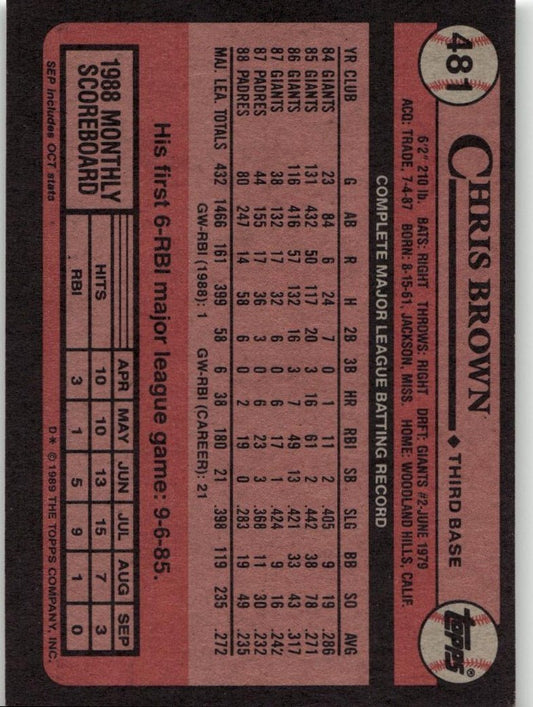 481
CHRIS BROWN ◆ THIRD BASE
TOPPS®
6'2" 210 lb. BATS: RIGHT THROWS: RIGHT DRFT: GIANTS #2-JUNE 1979
ACQ: TRADE, 7-4-87 BORN: 8-15-61, JACKSON, MISS. HOME: WOODLAND HILLS, CALIF.
COMPLETE MAJOR LEAGUE BATTING RECORD
YR CLUB G AB R H 2B 3B HR RBI SB SLG BB SO AVG
84 GIANTS 23 84 6 24 7 0 1 11 2 .405 9 19 .286
85 GIANTS 131 432 50 117 20 3 16 61 2 .442 38 78 .271
86 GIANTS 116 416 57 132 16 3 7 49 13 .421 33 43 .317
87 GIANTS 38 132 17 32 6 0 6 17 1 .424 9 16 .242
87 PADRES 44 155 17 36 3 0 6 23 3 .368 11 30 .232
88 PADRES 80 247 14 58 6 0 2 19 0 .283 19 49 .235
MAJ. LEA. TOTALS 432 1466 161 399 58 6 38 180 21 .398 119 235 .272
GW-RBI (1988): 1 GW-RBI (CAREER): 21
His first 6-RBI major league game: 9-6-85.
1988 MONTHLY
SCOREBOARD
APR MAY JUN JUL AUG SEP
HITS 10 10 13 15 7 3
RBI 3 1 5 9 1 0
SEP includes OCT stats
D* © 1989 THE TOPPS COMPANY, INC.